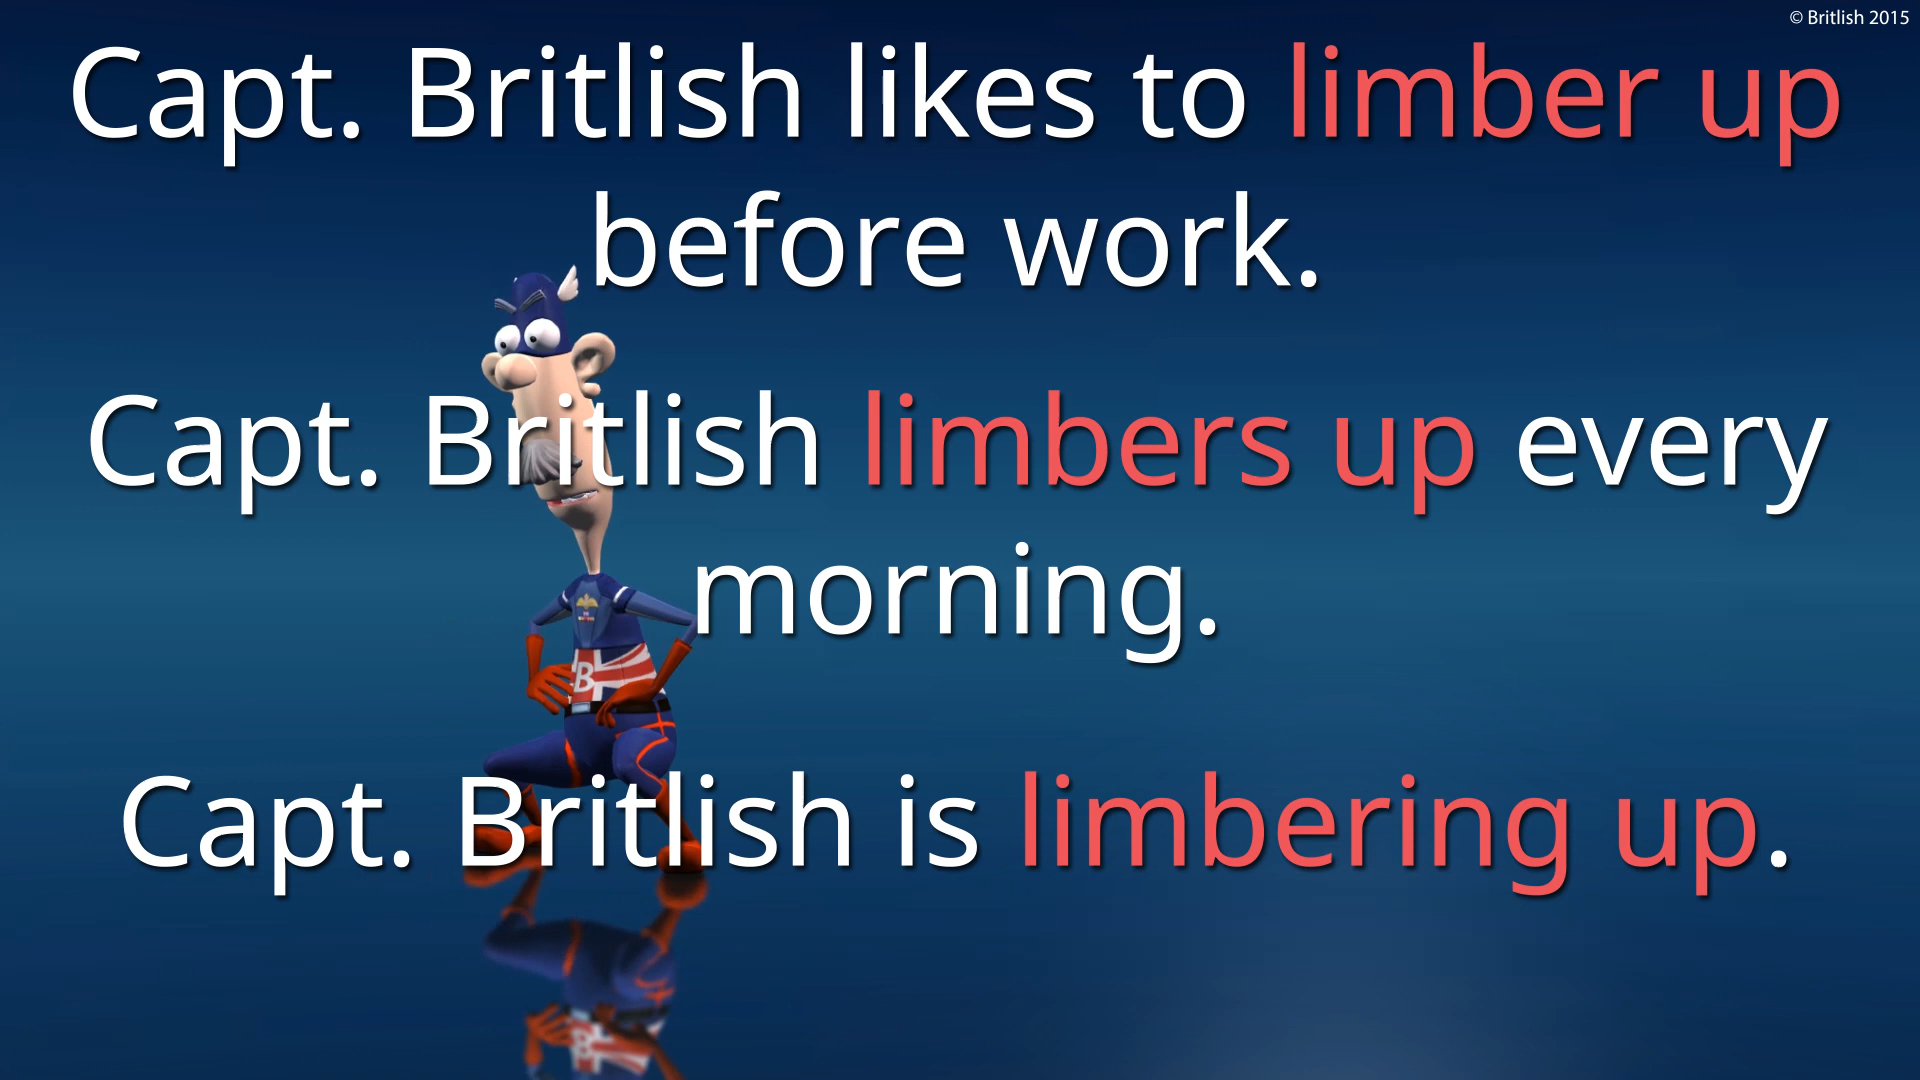 © Britlish 2015
Capt. Britlish likes to limber up
before work.
Capt. Britlish limbers up every
morning.
Capt. Britlish is limbering up.
B